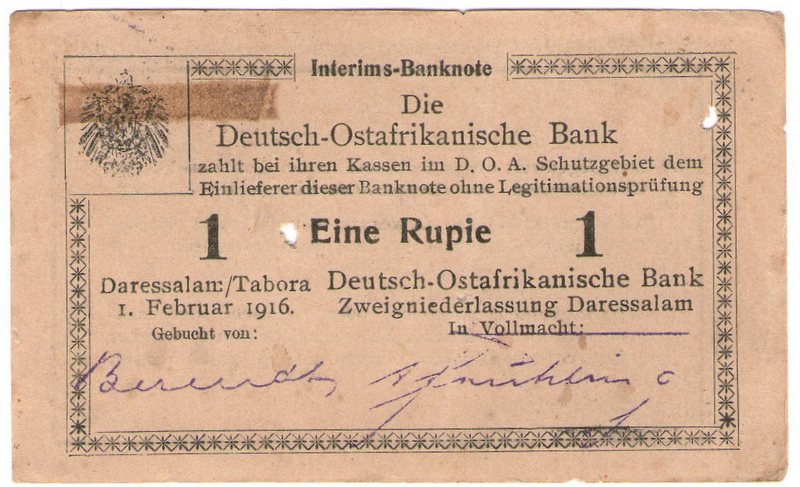 Interims-Banknote
Die
Deutsch-Ostafrikanische Bank
zahlt bei ihren Kassen im D. O. A. Schutzgebiet dem
Einlieferer dieser Banknote ohne Legitimationsprüfung
1 Eine Rupie 1
Daressalam/Tabora
1. Februar 1916.
Gebucht von:
Deutsch-Ostafrikanische Bank
Zweigniederlassung Daressalam
In Vollmacht: